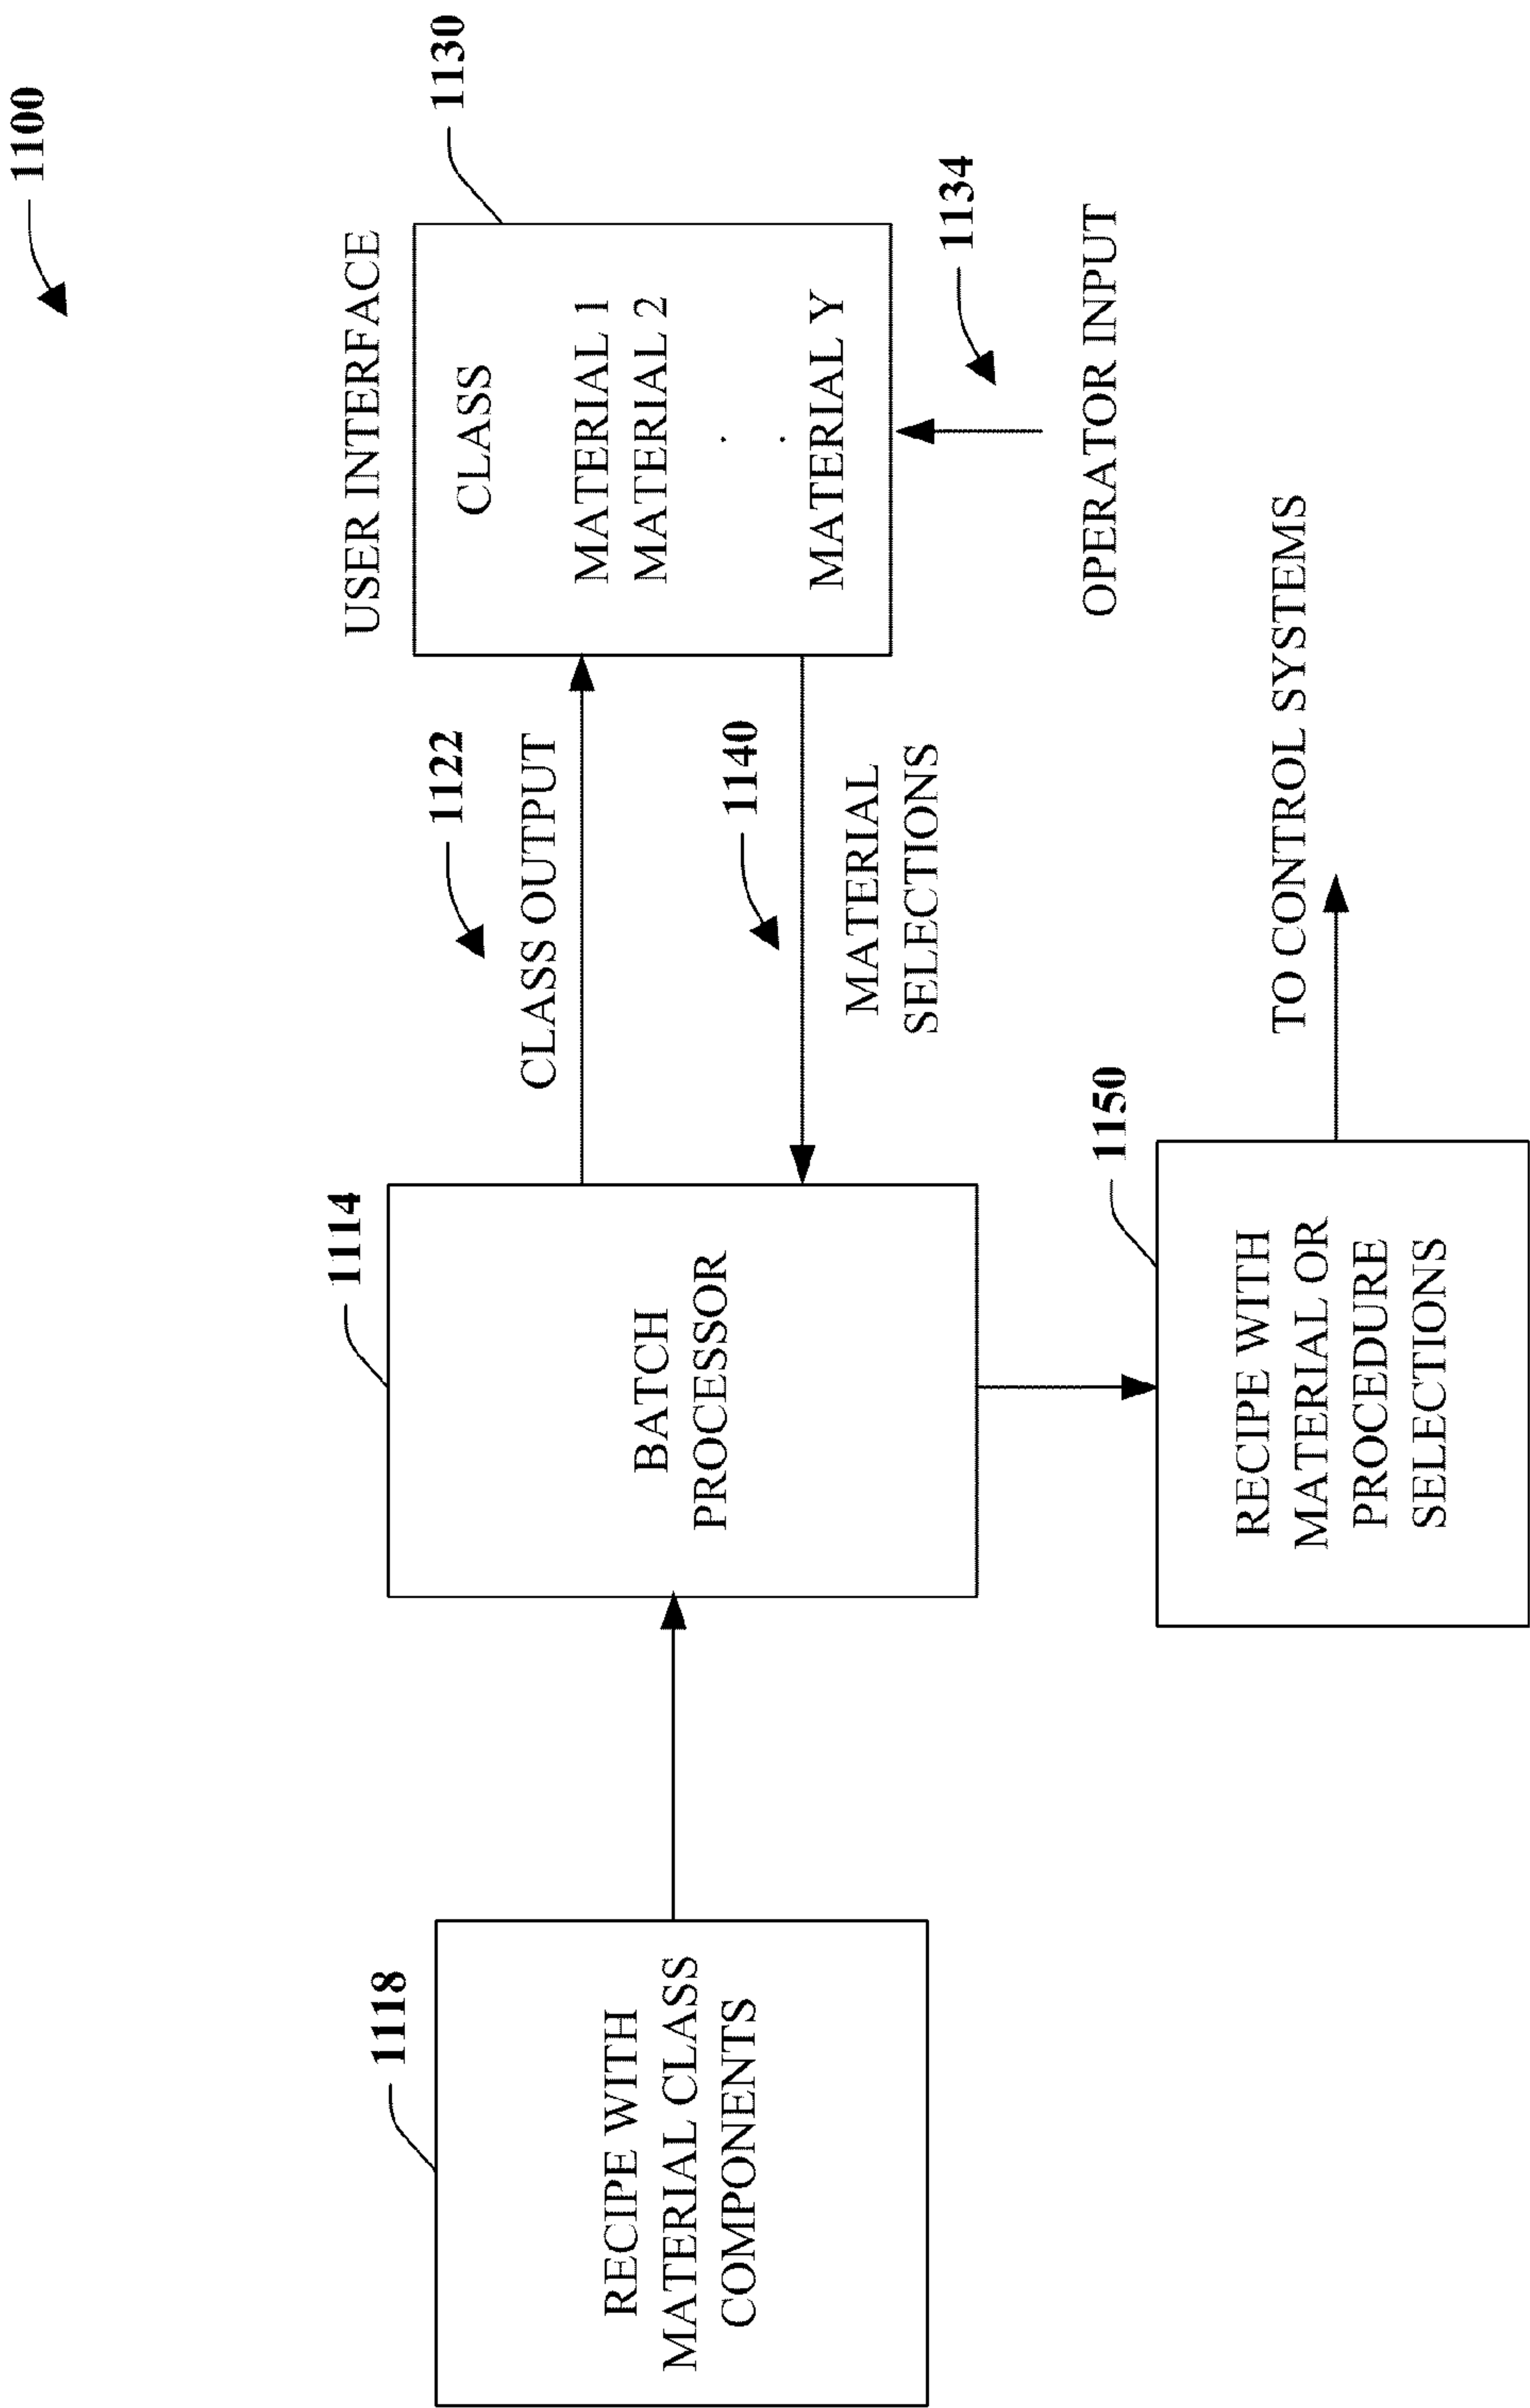 1100
USER INTERFACE
1130
CLASS
MATERIAL 1
MATERIAL 2
.
.
MATERIAL Y
1134
OPERATOR INPUT
1122
CLASS OUTPUT
1140
MATERIAL
SELECTIONS
1114
BATCH
PROCESSOR
1118
RECIPE WITH
MATERIAL CLASS
COMPONENTS
1150
RECIPE WITH
MATERIAL OR
PROCEDURE
SELECTIONS
TO CONTROL SYSTEMS